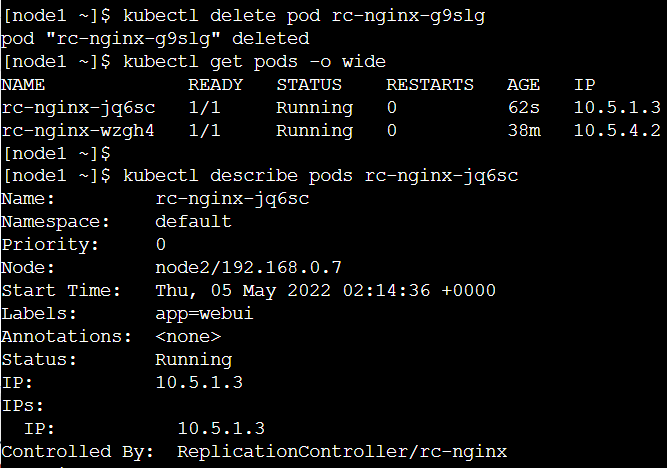 [node1 ~]$ kubectl delete pod rc-nginx-g9slg
pod "rc-nginx-g9slg" deleted
[node1 ~]$ kubectl get pods -o wide
NAME             READY   STATUS    RESTARTS   AGE   IP
rc-nginx-jq6sc   1/1     Running   0          62s   10.5.1.3
rc-nginx-wzgh4   1/1     Running   0          38m   10.5.4.2
[node1 ~]$
[node1 ~]$ kubectl describe pods rc-nginx-jq6sc
Name:         rc-nginx-jq6sc
Namespace:    default
Priority:     0
Node:         node2/192.168.0.7
Start Time:   Thu, 05 May 2022 02:14:36 +0000
Labels:       app=webui
Annotations:  <none>
Status:       Running
IP:           10.5.1.3
IPs:
  IP:           10.5.1.3
Controlled By:  ReplicationController/rc-nginx